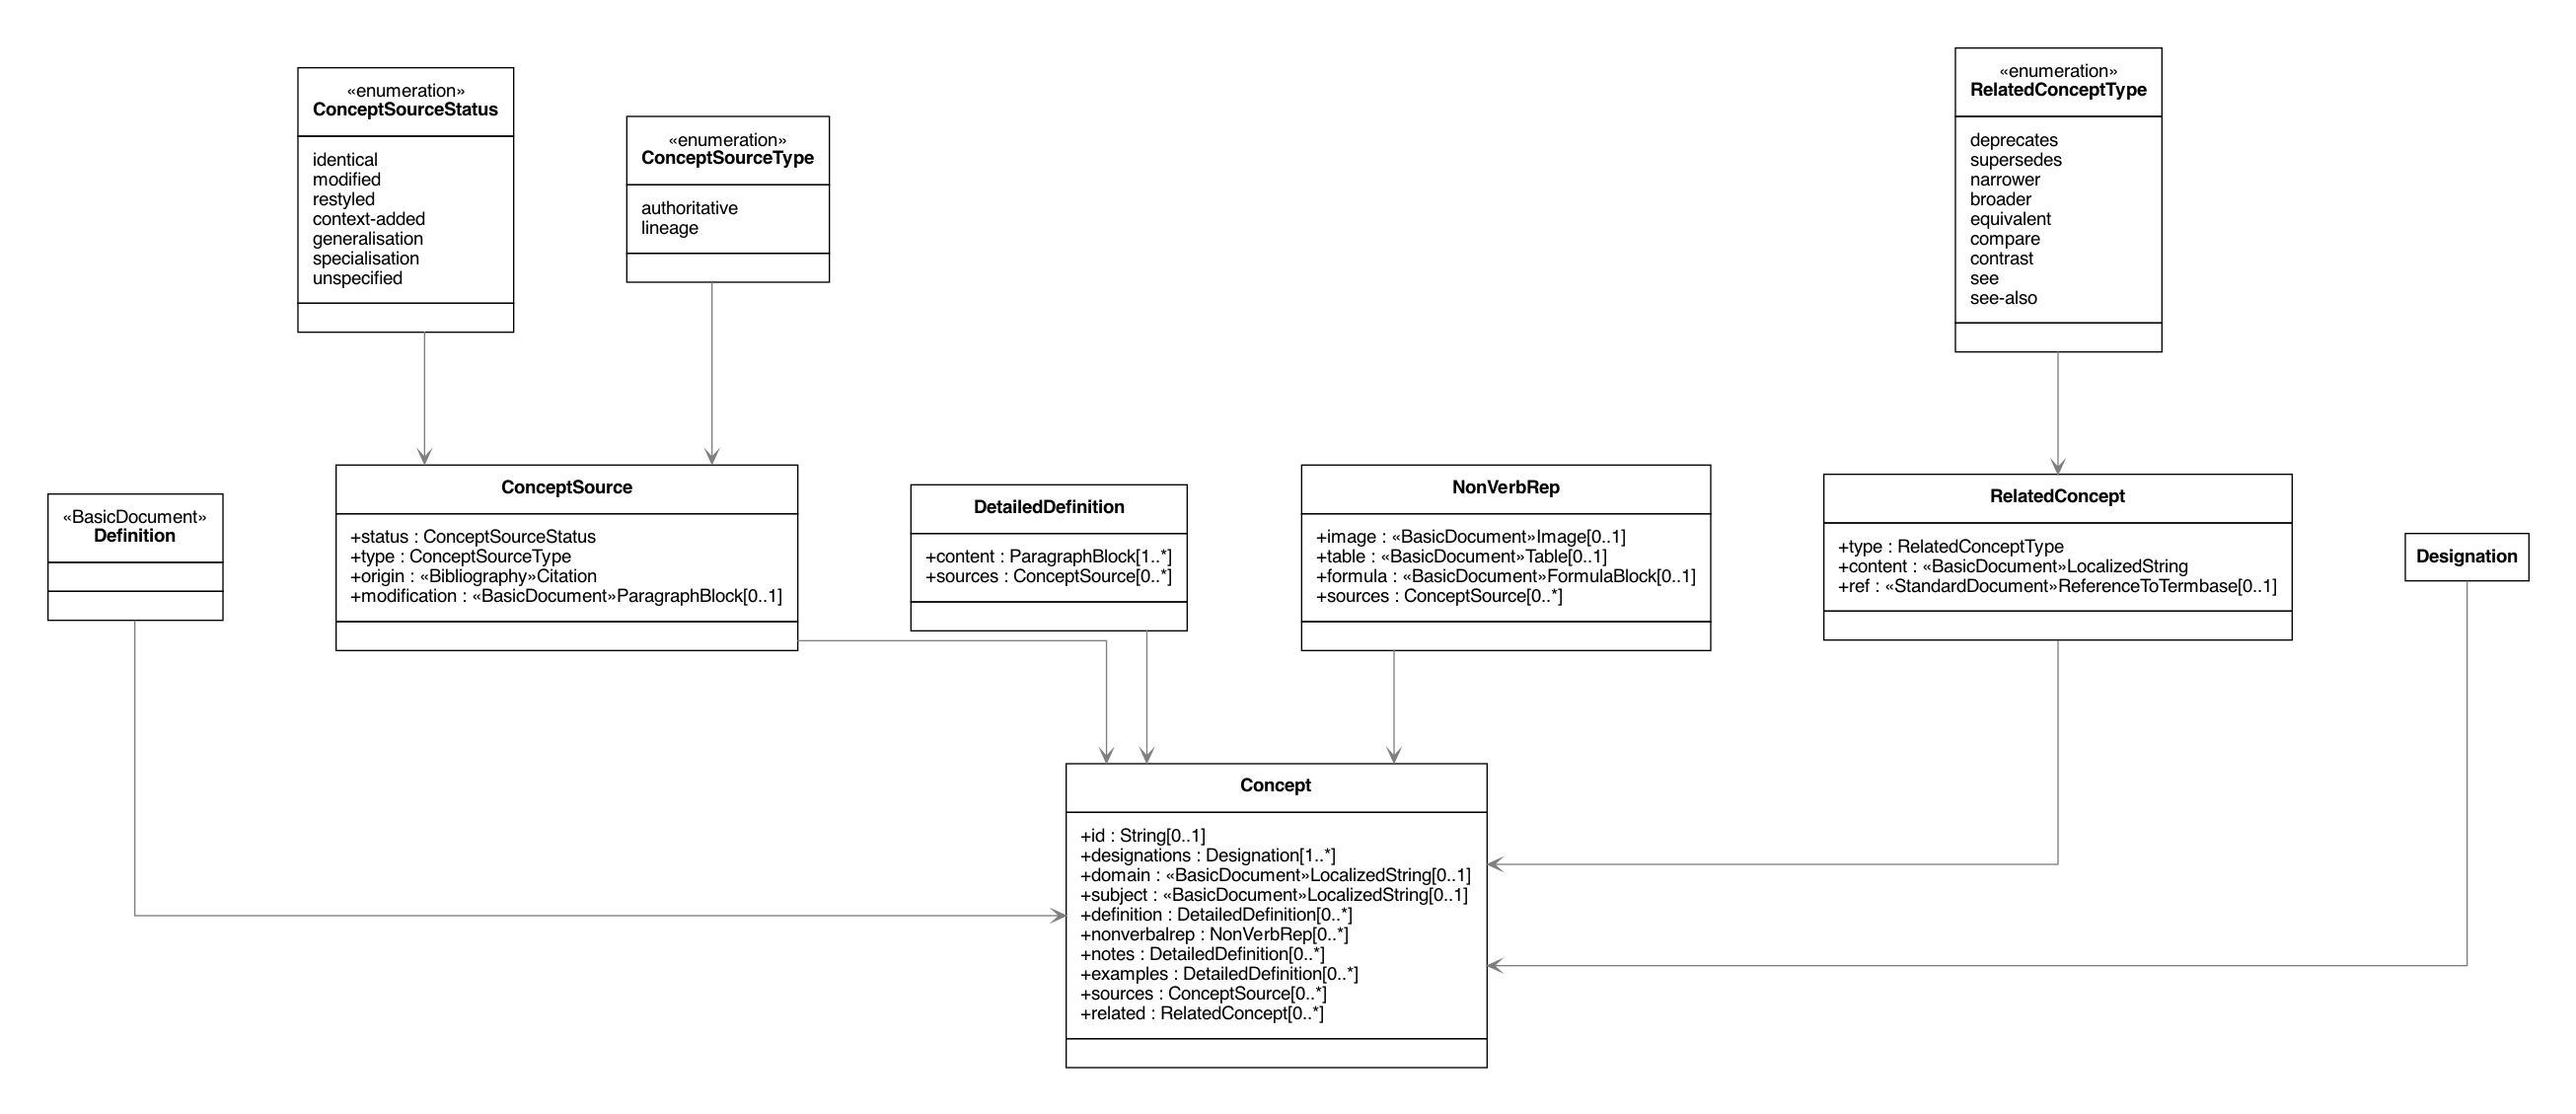 «enumeration»
ConceptSourceStatus
identical
modified
restyled
context-added
generalisation
specialisation
unspecified
«enumeration»
ConceptSourceType
authoritative
lineage
«enumeration»
RelatedConceptType
deprecates
supersedes
narrower
broader
equivalent
compare
contrast
see
see-also
«BasicDocument»
Definition
ConceptSource
+status : ConceptSourceStatus
+type : ConceptSourceType
+origin : «Bibliography»Citation
+modification : «BasicDocument»ParagraphBlock[0..1]
DetailedDefinition
+content : ParagraphBlock[1..*]
+sources : ConceptSource[0..*]
NonVerbRep
+image : «BasicDocument»Image[0..1]
+table : «BasicDocument»Table[0..1]
+formula : «BasicDocument»FormulaBlock[0..1]
+sources : ConceptSource[0..*]
RelatedConcept
+type : RelatedConceptType
+content : «BasicDocument»LocalizedString
+ref : «StandardDocument»ReferenceToTermbase[0..1]
Designation
Concept
+id : String[0..1]
+designations : Designation[1..*]
+domain : «BasicDocument»LocalizedString[0..1]
+subject : «BasicDocument»LocalizedString[0..1]
+definition : DetailedDefinition[0..*]
+nonverbalrep : NonVerbRep[0..*]
+notes : DetailedDefinition[0..*]
+examples : DetailedDefinition[0..*]
+sources : ConceptSource[0..*]
+related : RelatedConcept[0..*]